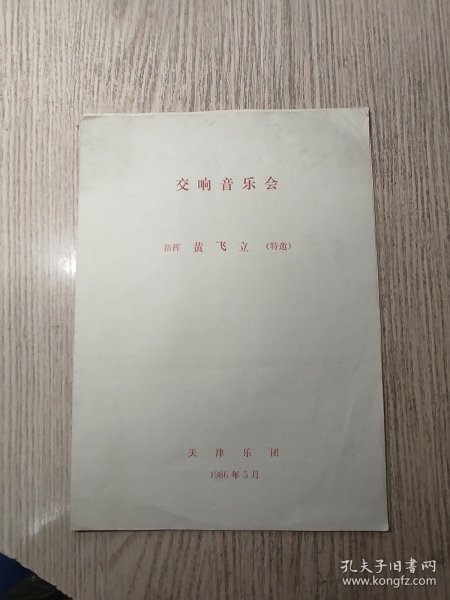 交响音乐会
指挥 黄飞立 (特邀)
天津乐团
1986年5月
孔夫子旧书网
www.kongfz.com